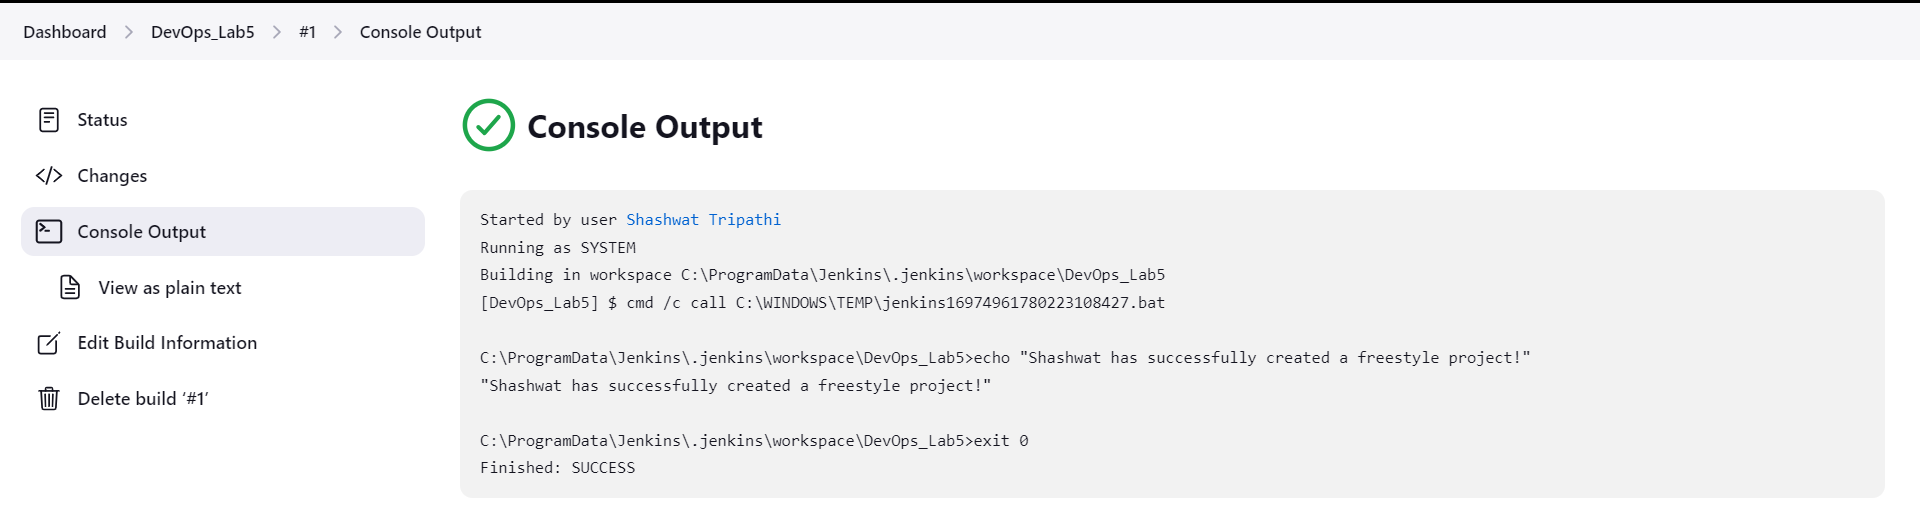 Dashboard > DevOps_Lab5 > #1 > Console Output
Status
Changes
Console Output
View as plain text
Edit Build Information
Delete build ‘#1’
Console Output
Started by user Shashwat Tripathi
Running as SYSTEM
Building in workspace C:\ProgramData\Jenkins\.jenkins\workspace\DevOps_Lab5
[DevOps_Lab5] $ cmd /c call C:\WINDOWS\TEMP\jenkins16974961780223108427.bat
C:\ProgramData\Jenkins\.jenkins\workspace\DevOps_Lab5>echo "Shashwat has successfully created a freestyle project!"
"Shashwat has successfully created a freestyle project!"
C:\ProgramData\Jenkins\.jenkins\workspace\DevOps_Lab5>exit 0
Finished: SUCCESS